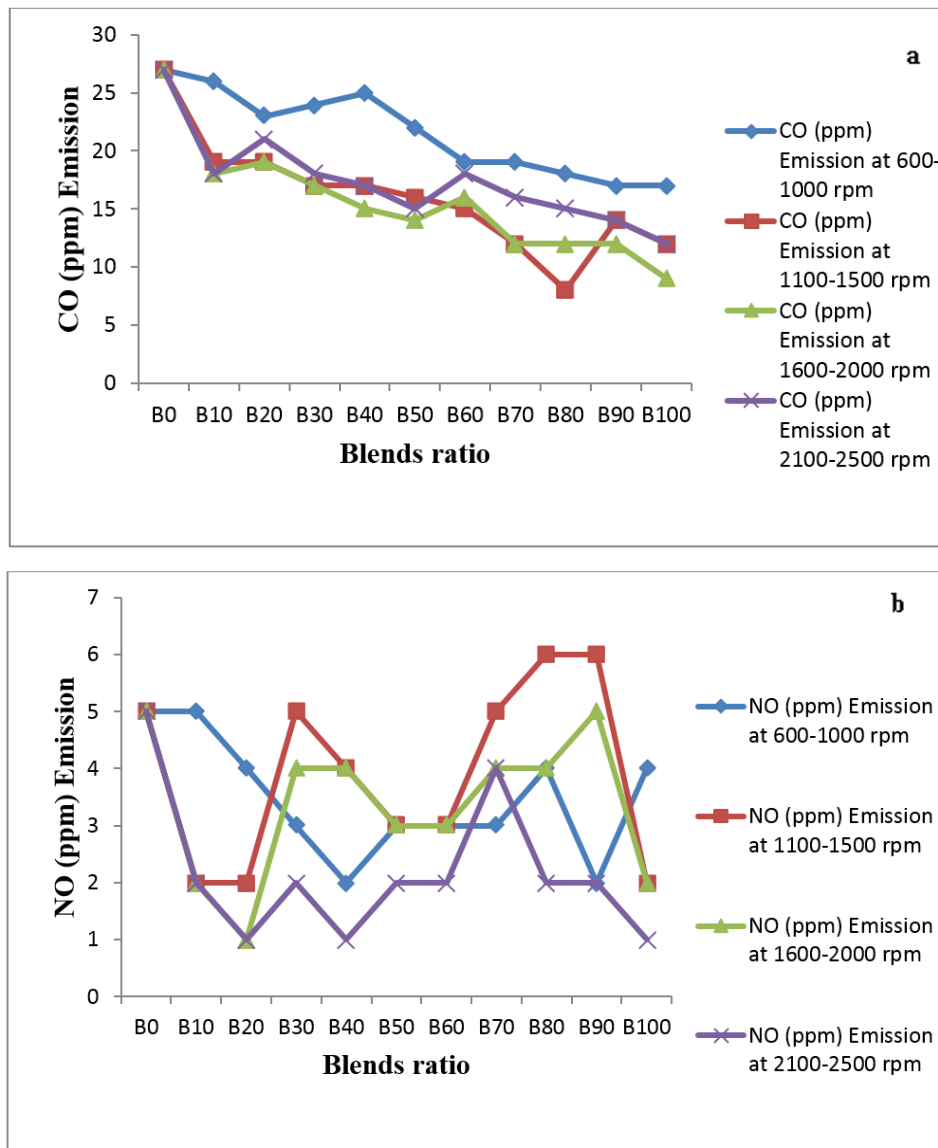 a
30
25
20
15
10
5
0
CO (ppm) Emission
B0 B10 B20 B30 B40 B50 B60 B70 B80 B90 B100
Blends ratio
CO (ppm)
Emission at 600-
1000 rpm
CO (ppm)
Emission at
1100-1500 rpm
CO (ppm)
Emission at
1600-2000 rpm
CO (ppm)
Emission at
2100-2500 rpm
b
7
6
5
4
3
2
1
0
NO (ppm) Emission
B0 B10 B20 B30 B40 B50 B60 B70 B80 B90 B100
Blends ratio
NO (ppm) Emission
at 600-1000 rpm
NO (ppm) Emission
at 1100-1500 rpm
NO (ppm) Emission
at 1600-2000 rpm
NO (ppm) Emission
at 2100-2500 rpm